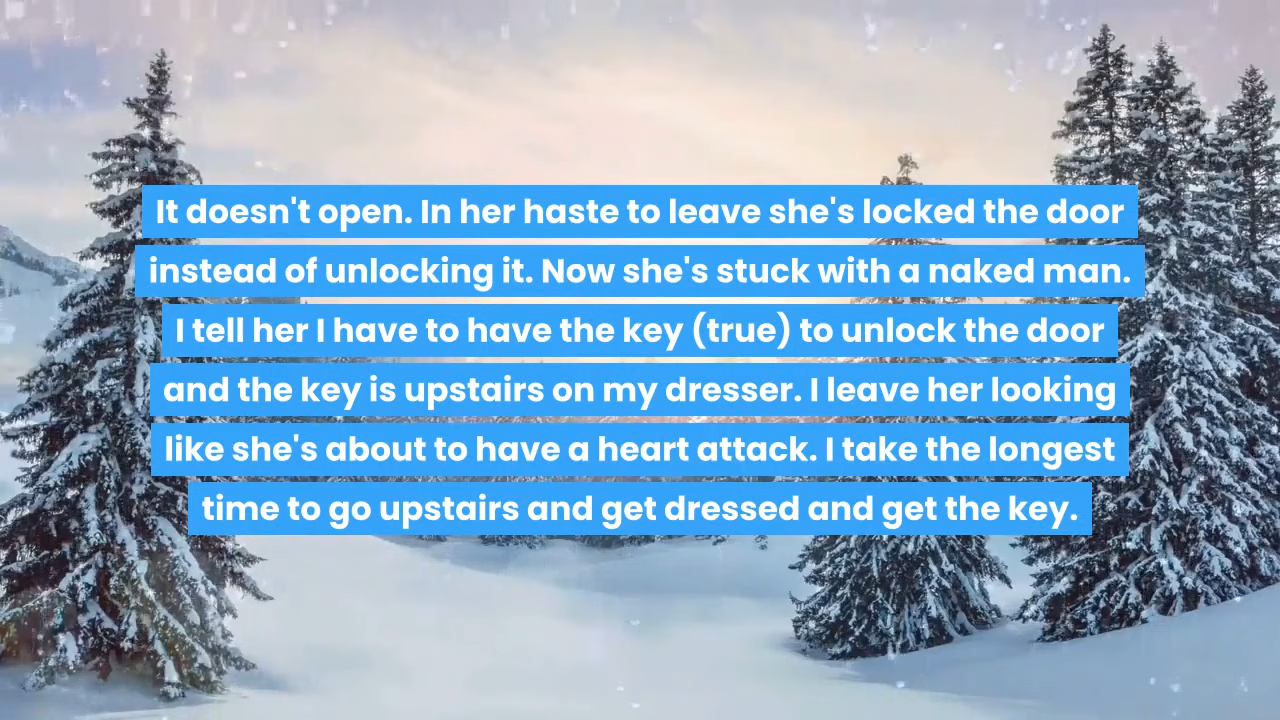 It doesn't open. In her haste to leave she's locked the door
instead of unlocking it. Now she's stuck with a naked man.
I tell her I have to have the key (true) to unlock the door
and the key is upstairs on my dresser. I leave her looking
like she's about to have a heart attack. I take the longest
time to go upstairs and get dressed and get the key.